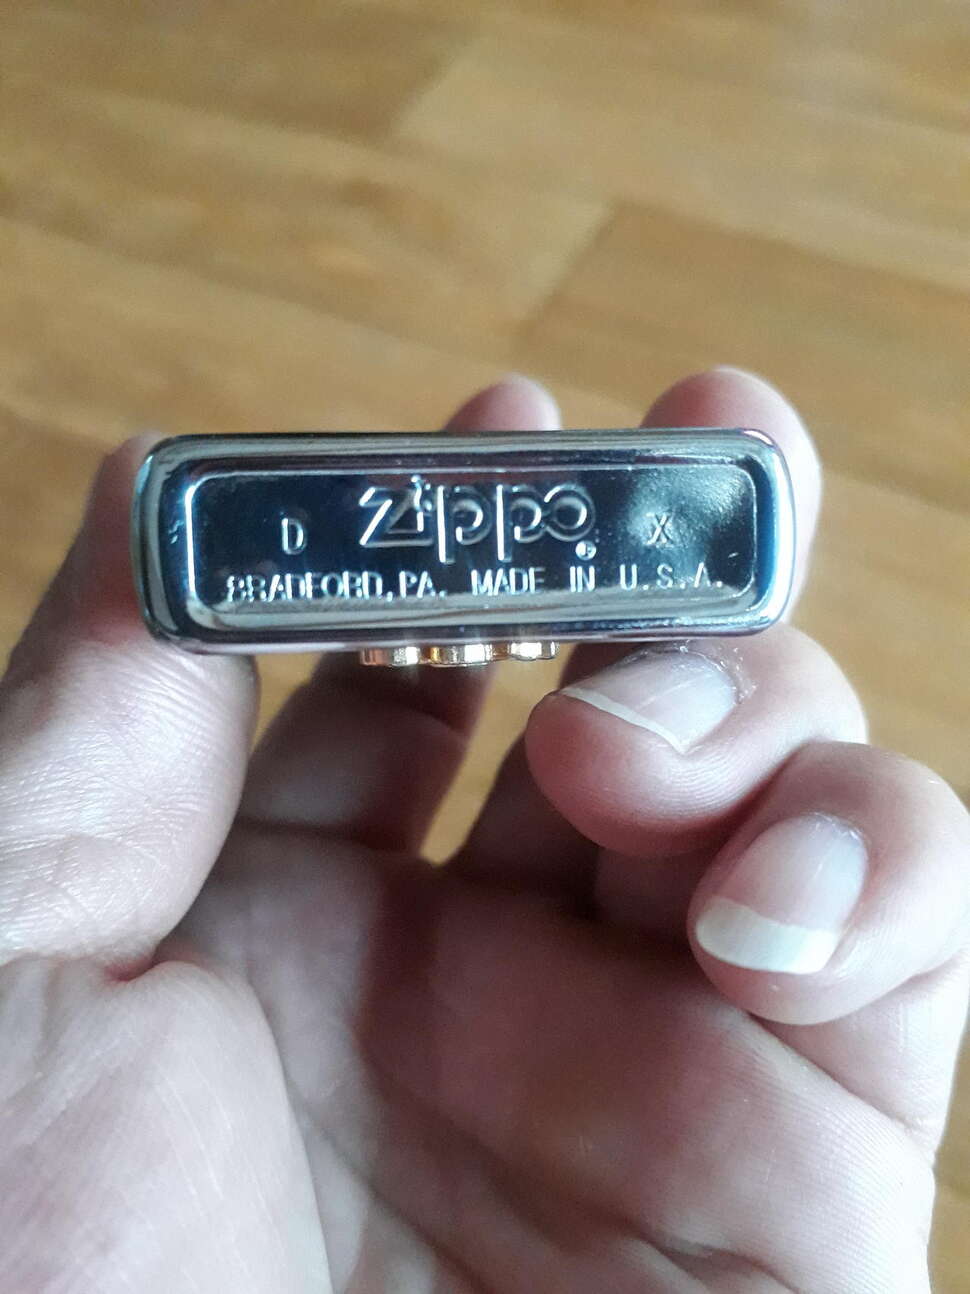 D Zippo ® X
BRADFORD, PA. MADE IN U.S.A.